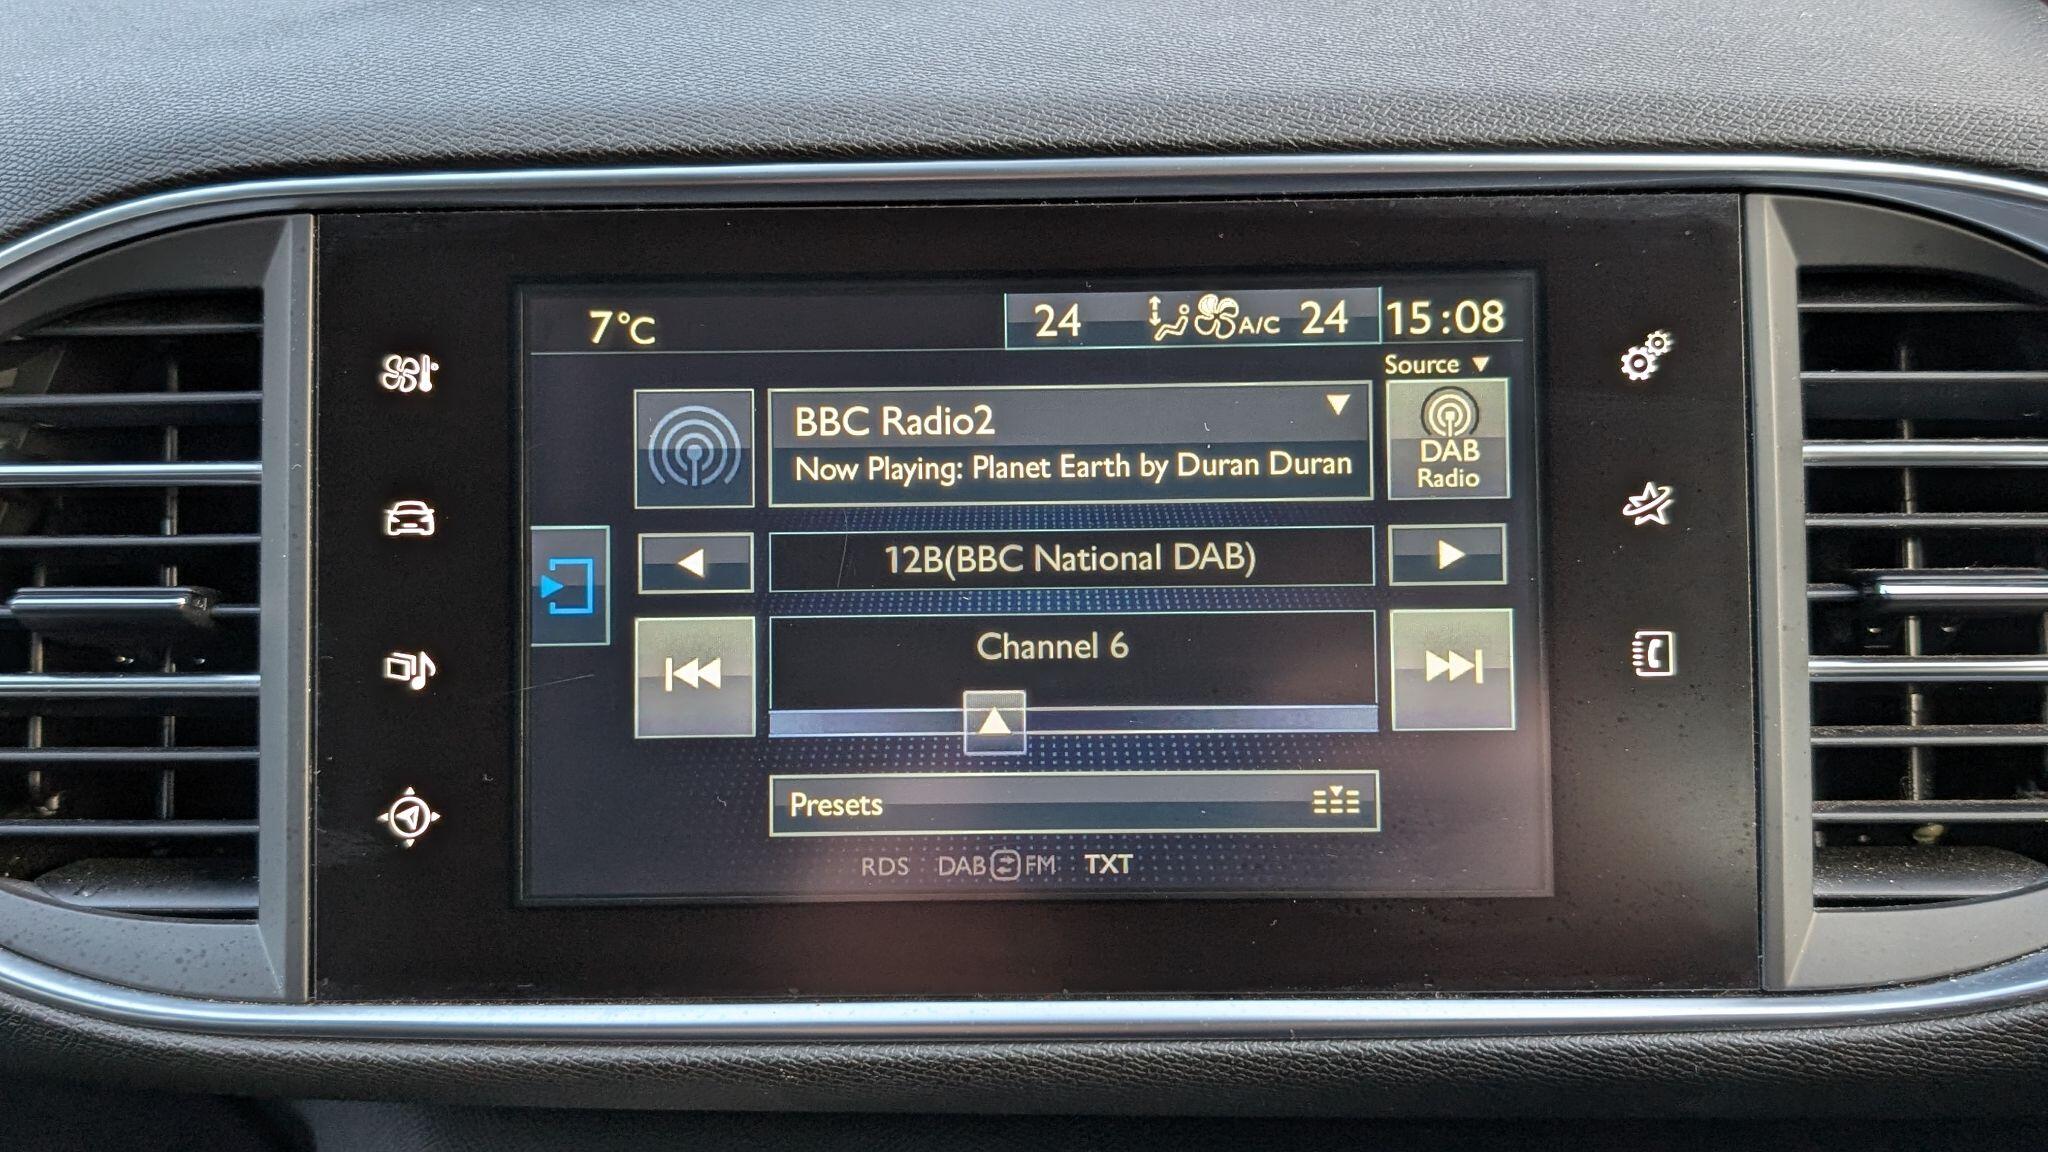 7°C
24 A/C 24 15:08
Source
BBC Radio2
Now Playing: Planet Earth by Duran Duran
DAB
Radio
12B(BBC National DAB)
Channel 6
Presets
RDS DAB FM TXT